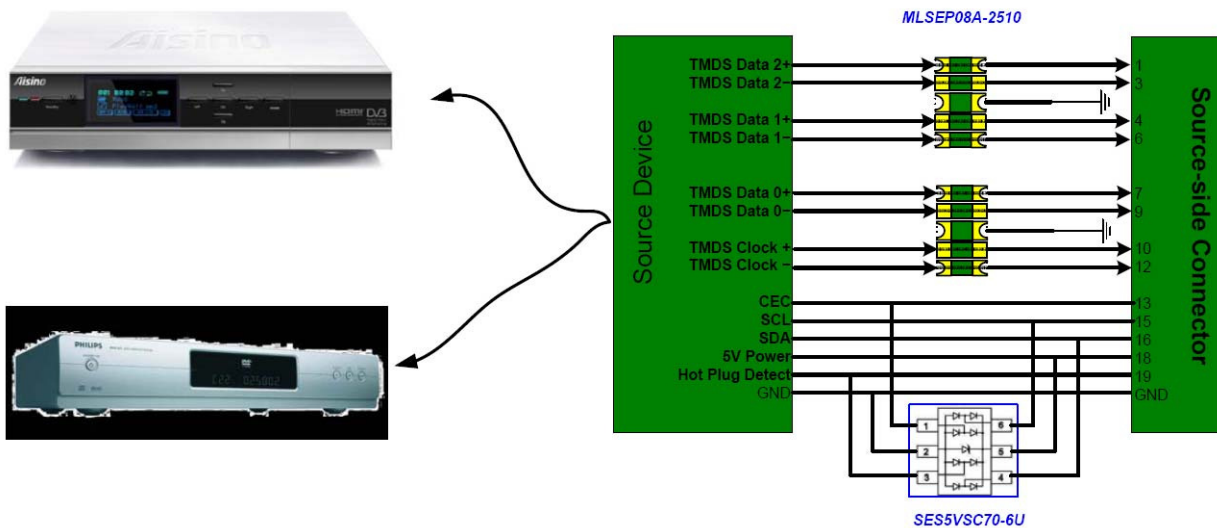 MLSEP08A-2510
Aisino
Aisino
HDMI DVB
PHILIPS
Source Device
TMDS Data 2+
TMDS Data 2−
TMDS Data 1+
TMDS Data 1−
TMDS Data 0+
TMDS Data 0−
TMDS Clock +
TMDS Clock −
CEC
SCL
SDA
5V Power
Hot Plug Detect
GND
1
3
4
6
7
9
10
12
13
15
16
18
19
GND
Source-side Connector
1
2
3
6
5
4
SES5VSC70-6U